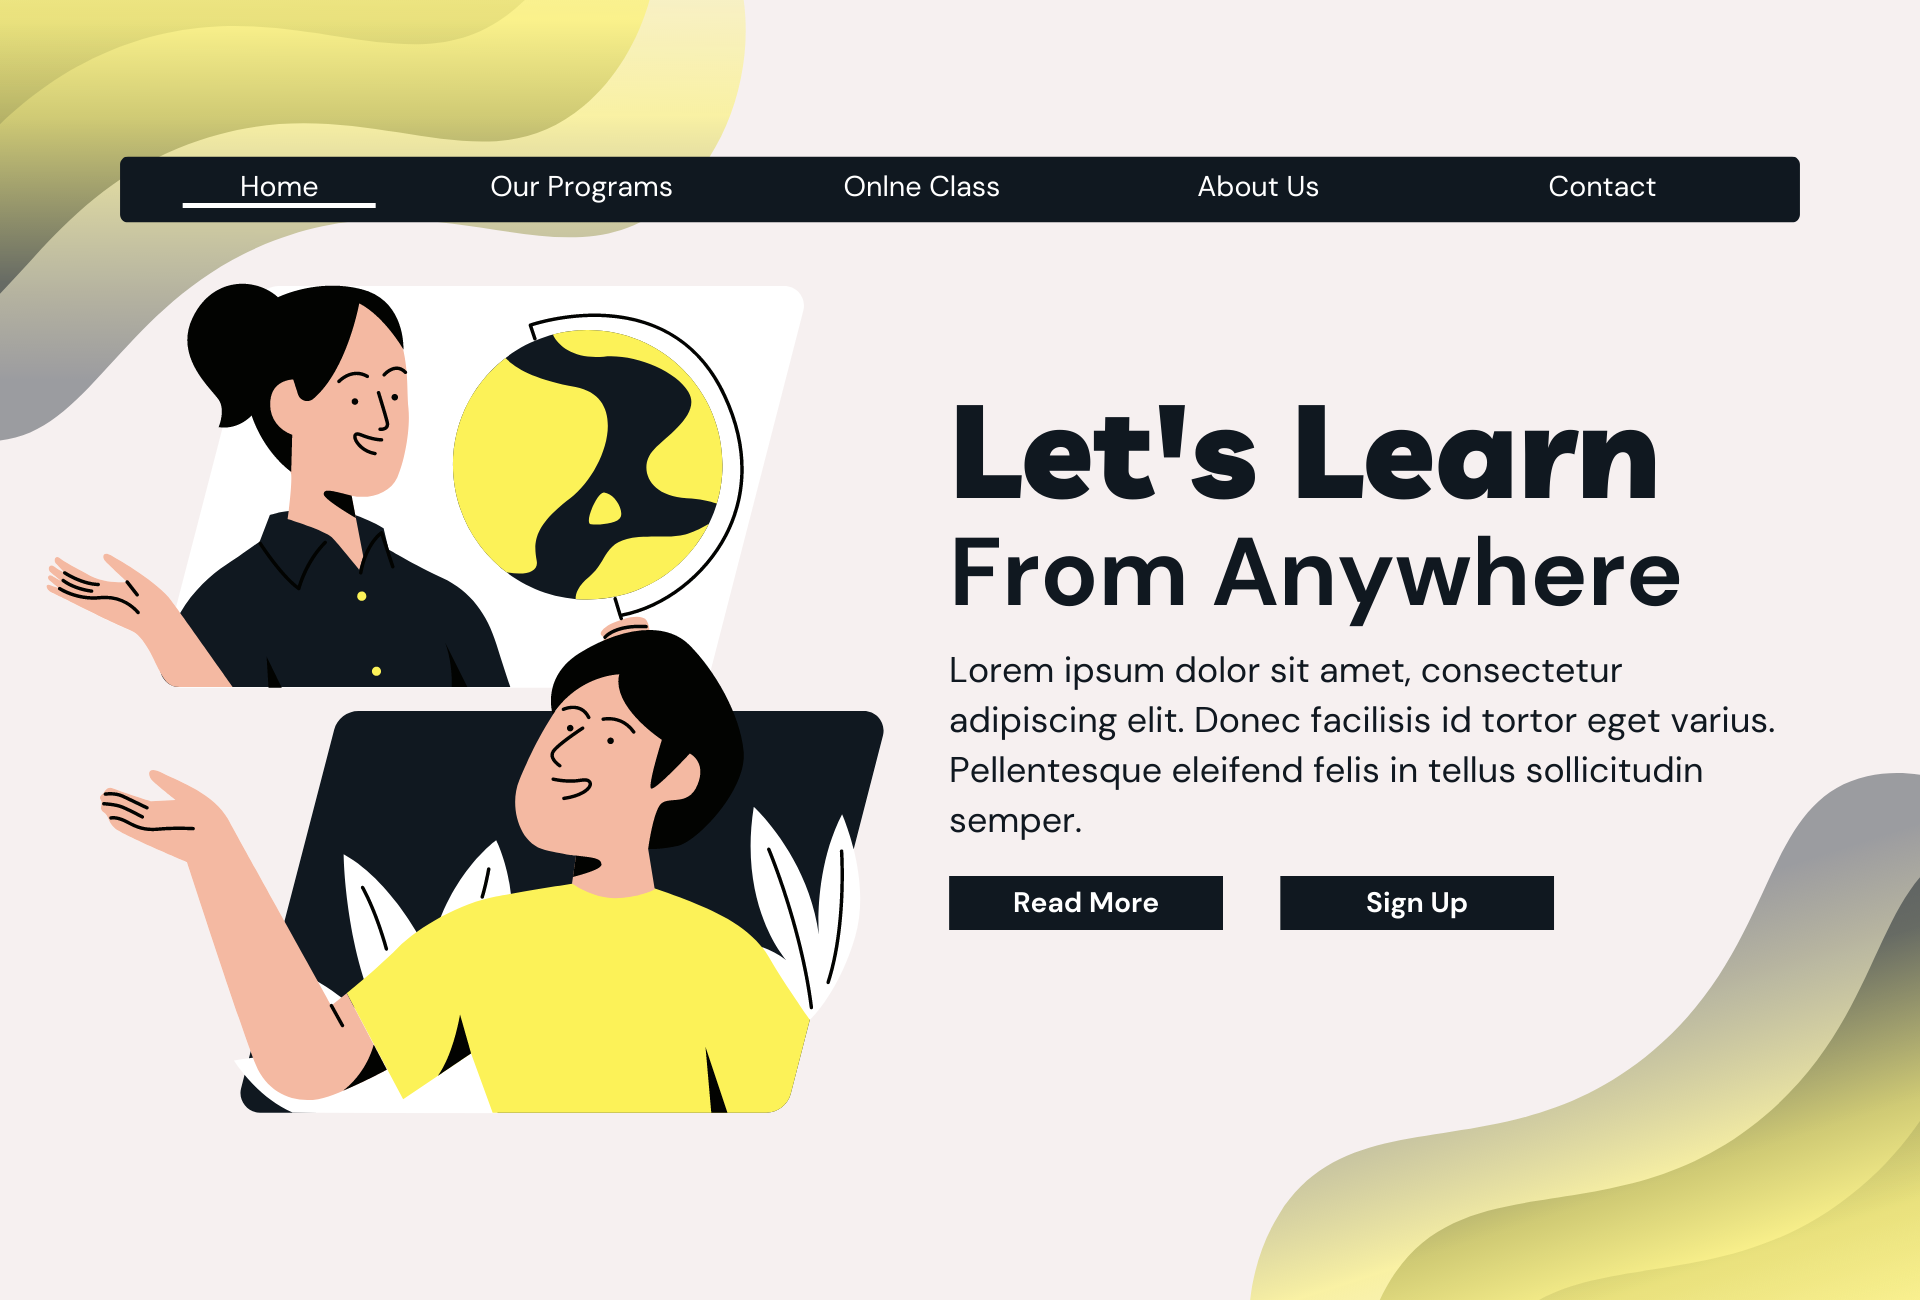 Home
Our Programs
Onlne Class
About Us
Contact
Let's Learn
From Anywhere
Lorem ipsum dolor sit amet, consectetur
adipiscing elit. Donec facilisis id tortor eget varius.
Pellentesque eleifend felis in tellus sollicitudin
semper.
Read More
Sign Up